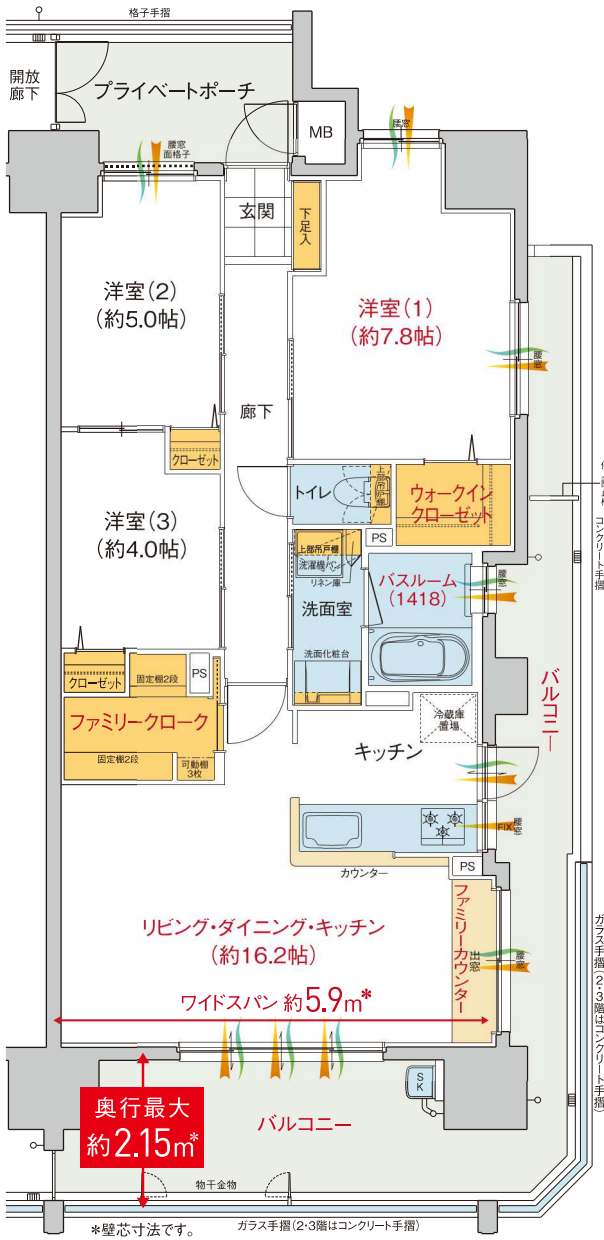 格子手摺
開放
廊下
プライベートポーチ
MB
腰窓
腰窓
面格子
玄関
下足入
洋室(2)
(約5.0帖)
洋室(1)
(約7.8帖)
腰窓
廊下
クローゼット
トイレ
上部吊戸棚
ウォークイン
クローゼット
PS
洋室(3)
(約4.0帖)
上部吊戸棚
洗濯機パン
リネン庫
洗面室
洗面化粧台
バスルーム
(1418)
腰窓
コンクリート手摺
クローゼット
固定棚2段
PS
ファミリークローク
固定棚2段
可動棚
3枚
冷蔵庫
置場
キッチン
バルコニー
FIX
腰窓
カウンター
PS
リビング・ダイニング・キッチン
(約16.2帖)
ファミリーカウンター
出窓
腰窓
ガラス手摺(2・3階はコンクリート手摺)
ワイドスパン 約5.9m*
奥行最大
約2.15m*
SK
バルコニー
物干金物
*壁芯寸法です。
ガラス手摺(2・3階はコンクリート手摺)